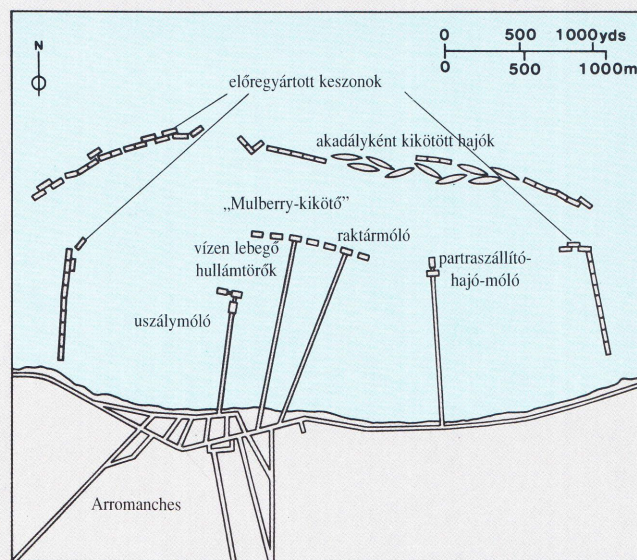 N
0 500 1000yds
0 500 1000m
előregyártott keszonok
akadályként kikötött hajók
„Mulberry-kikötő”
vízen lebegő
hullámtörők
raktármóló
partraszállító-
hajó-móló
uszálymóló
Arromanches